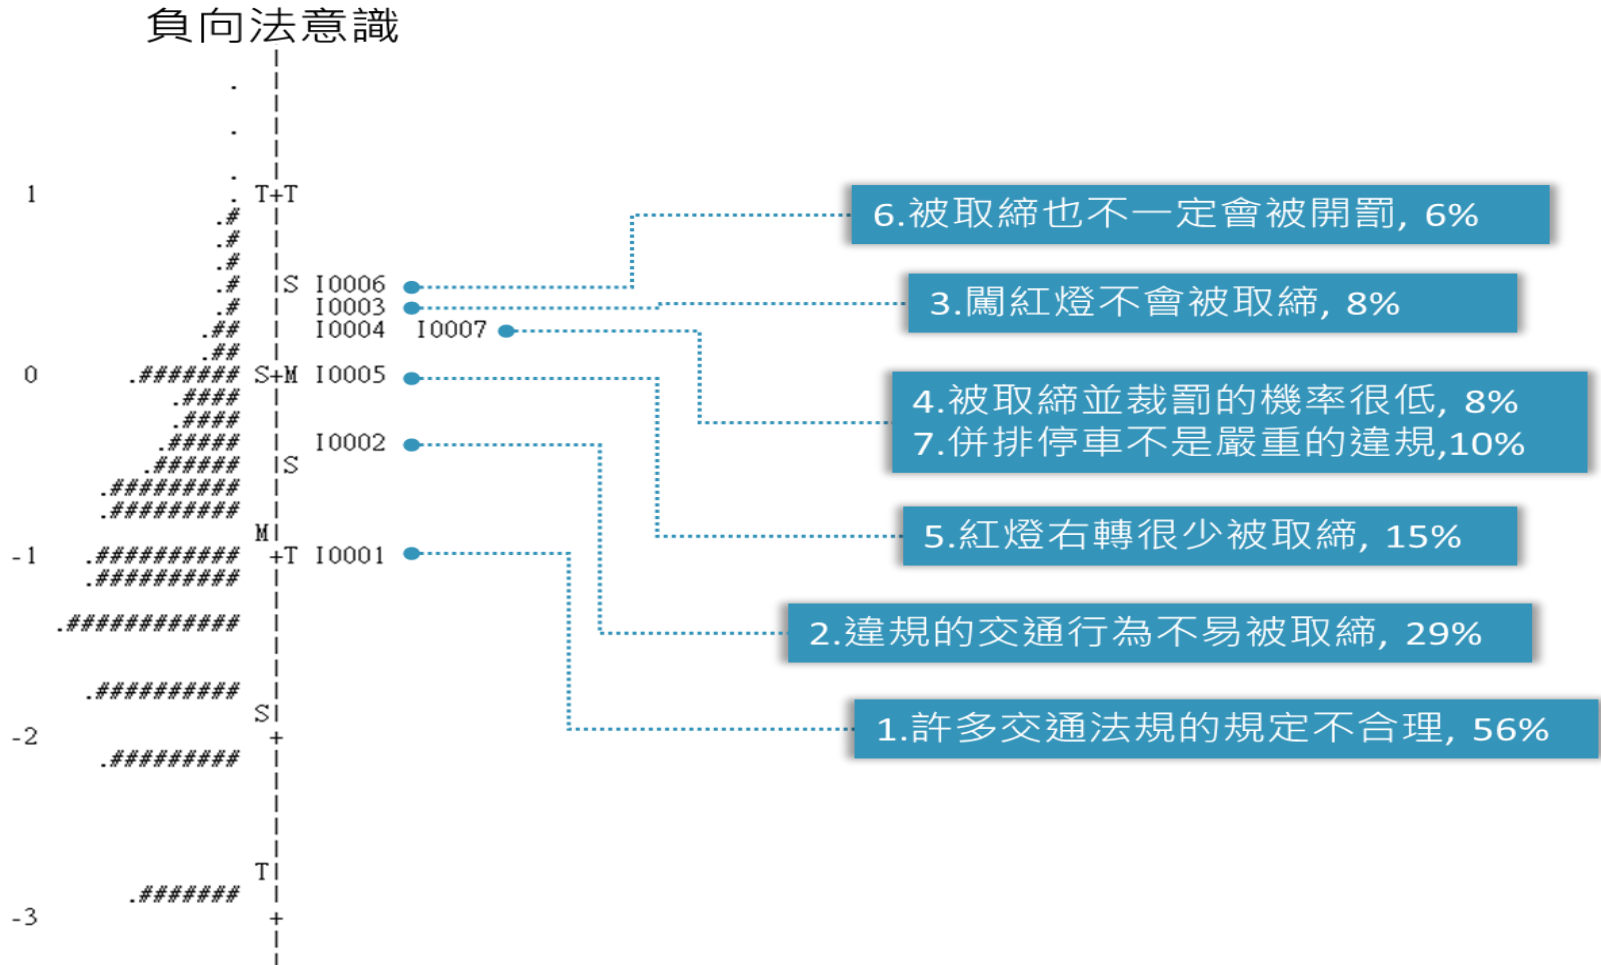 負向法意識
. |
. |
. |
1 . T+T
.# |
.# |
.# |
.# |S I0006
.# | I0003
.## | I0004 I0007
.## |
0 .####### S+M I0005
.#### |
.#### |
.##### | I0002
.###### |S
.######### |
.######### |
M|
-1 .########## +T I0001
.########## |
.############ |
.########## |
S|
-2 +
.######### |
T|
.####### |
-3 +
6.被取締也不一定會被開罰, 6%
3.闖紅燈不會被取締, 8%
4.被取締並裁罰的機率很低, 8%
7.併排停車不是嚴重的違規,10%
5.紅燈右轉很少被取締, 15%
2.違規的交通行為不易被取締, 29%
1.許多交通法規的規定不合理, 56%